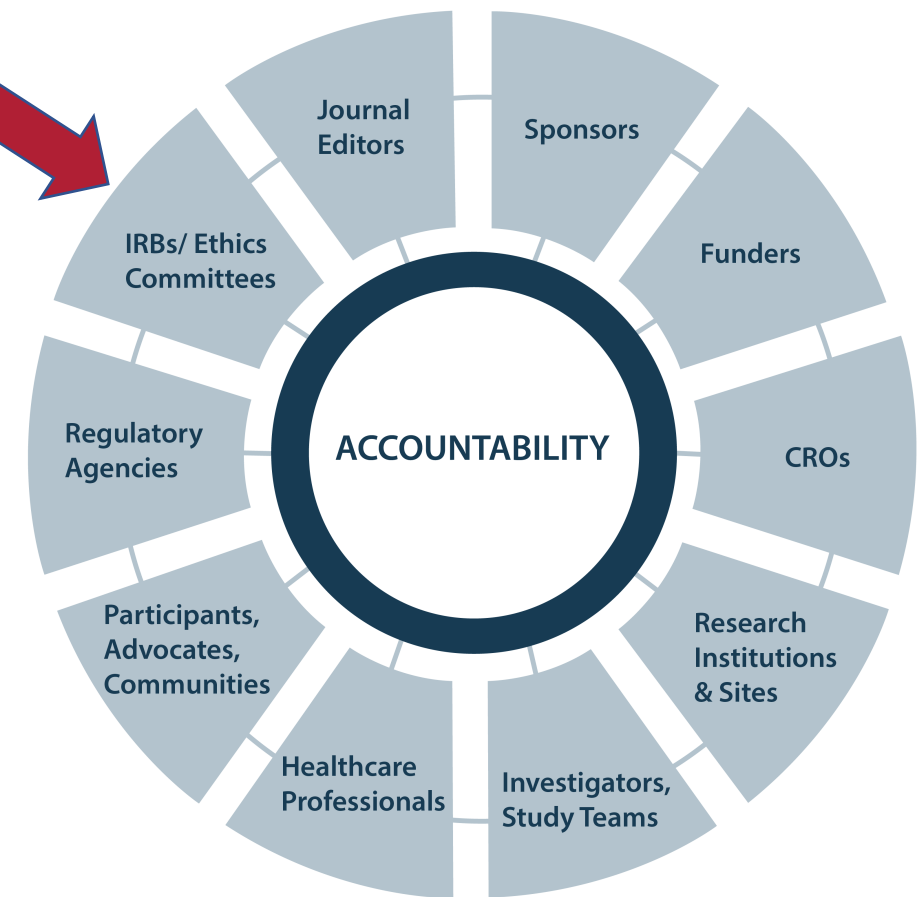 Journal
Editors
Sponsors
Funders
CROs
Research
Institutions
& Sites
Investigators,
Study Teams
Healthcare
Professionals
Participants,
Advocates,
Communities
Regulatory
Agencies
IRBs/ Ethics
Committees
ACCOUNTABILITY